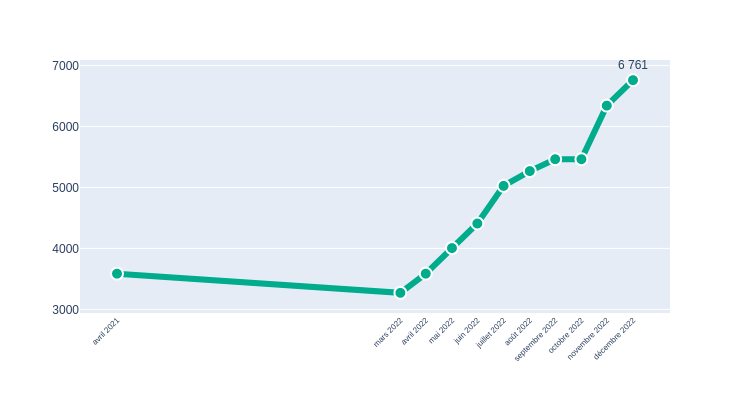 6 761
7000
6000
5000
4000
3000
avril 2021
mars 2022
avril 2022
mai 2022
juin 2022
juillet 2022
août 2022
septembre 2022
octobre 2022
novembre 2022
décembre 2022